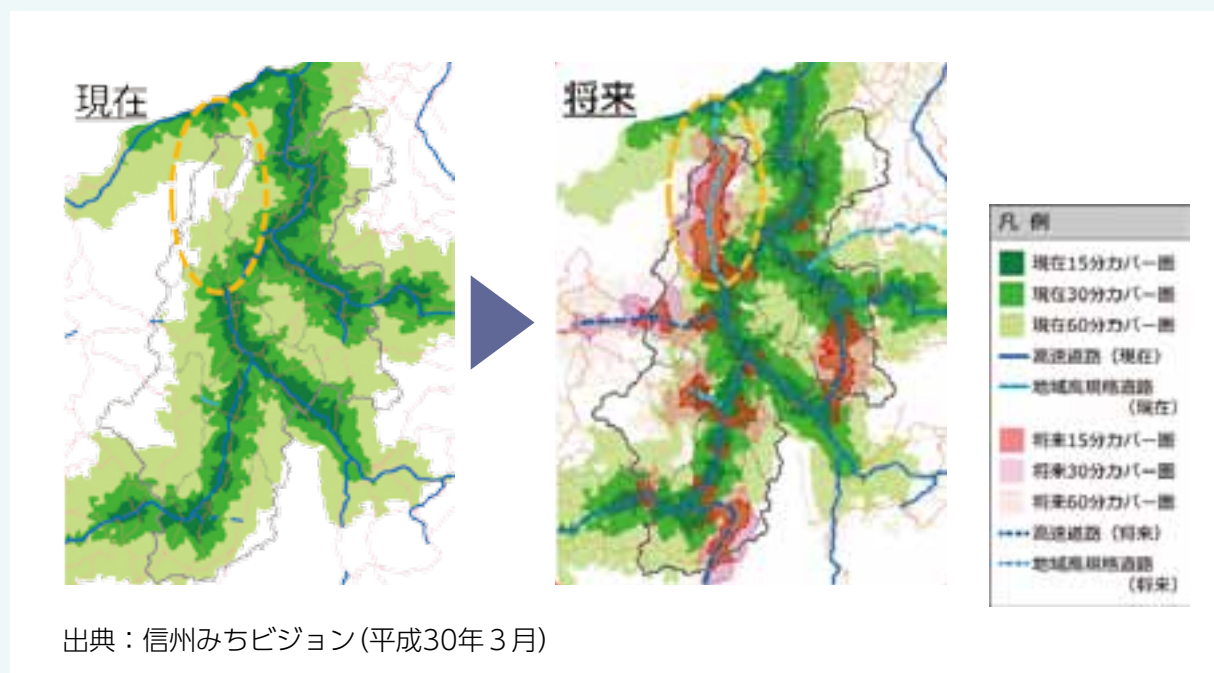 現在
将来
凡 例
現在15分カバー圏
現在30分カバー圏
現在60分カバー圏
高速道路（現在）
地域高規格道路
（現在）
将来15分カバー圏
将来30分カバー圏
将来60分カバー圏
高速道路（将来）
地域高規格道路
（将来）
出典：信州みちビジョン(平成30年３月)